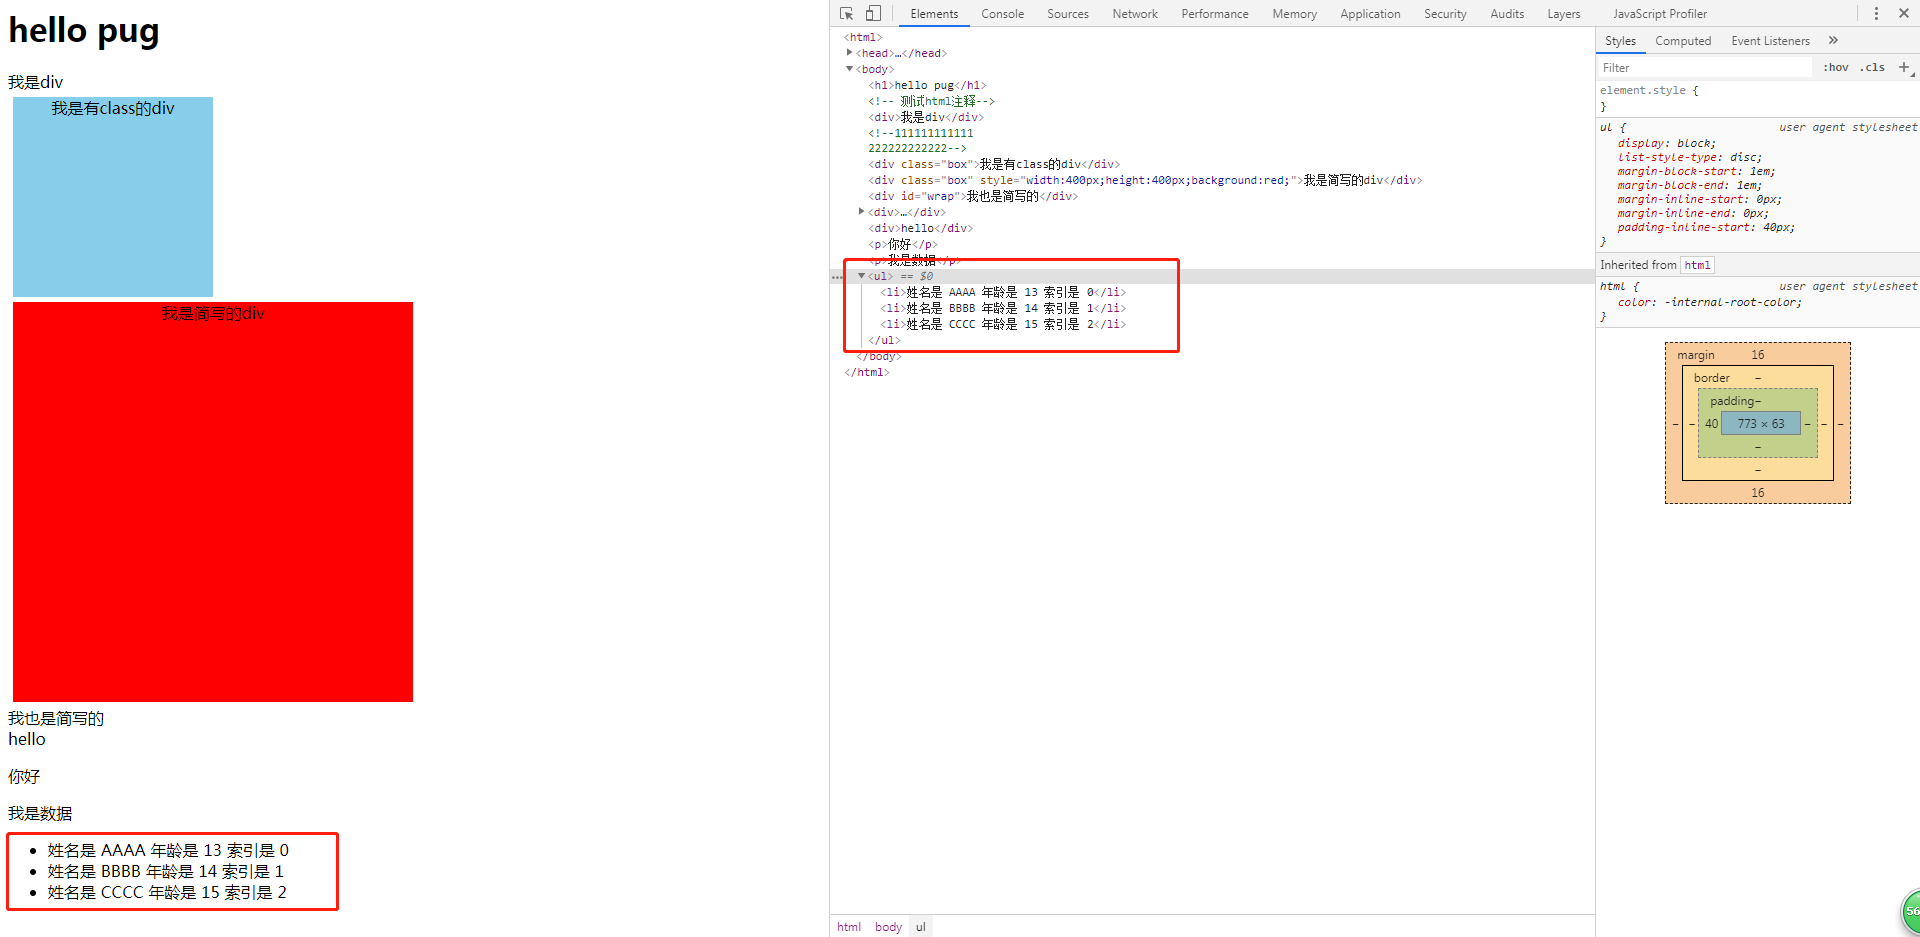 hello pug
我是div
我是有class的div
我是简写的div
我也是简写的
hello
你好
我是数据
姓名是 AAAA 年龄是 13 索引是 0
姓名是 BBBB 年龄是 14 索引是 1
姓名是 CCCC 年龄是 15 索引是 2
Elements Console Sources Network Performance Memory Application Security Audits Layers JavaScript Profiler
<html>
<head>…</head>
<body>
<h1>hello pug</h1>
<!-- 测试html注释-->
<div>我是div</div>
<!--111111111111
222222222222-->
<div class="box">我是有class的div</div>
<div class="box" style="width:400px;height:400px;background:red;">我是简写的div</div>
<div id="wrap">我也是简写的</div>
<div>…</div>
<div>hello</div>
<p>你好</p>
<p>我是数据</p>
<ul> == $0
<li>姓名是 AAAA 年龄是 13 索引是 0</li>
<li>姓名是 BBBB 年龄是 14 索引是 1</li>
<li>姓名是 CCCC 年龄是 15 索引是 2</li>
</ul>
</body>
</html>
html body ul
Styles Computed Event Listeners »
Filter :hov .cls +
element.style {
}
ul { user agent stylesheet
display: block;
list-style-type: disc;
margin-block-start: 1em;
margin-block-end: 1em;
margin-inline-start: 0px;
margin-inline-end: 0px;
padding-inline-start: 40px;
}
Inherited from html
html { user agent stylesheet
color: -internal-root-color;
}
margin 16
border –
padding –
– – 40 773 × 63 – – –
–
–
16
56